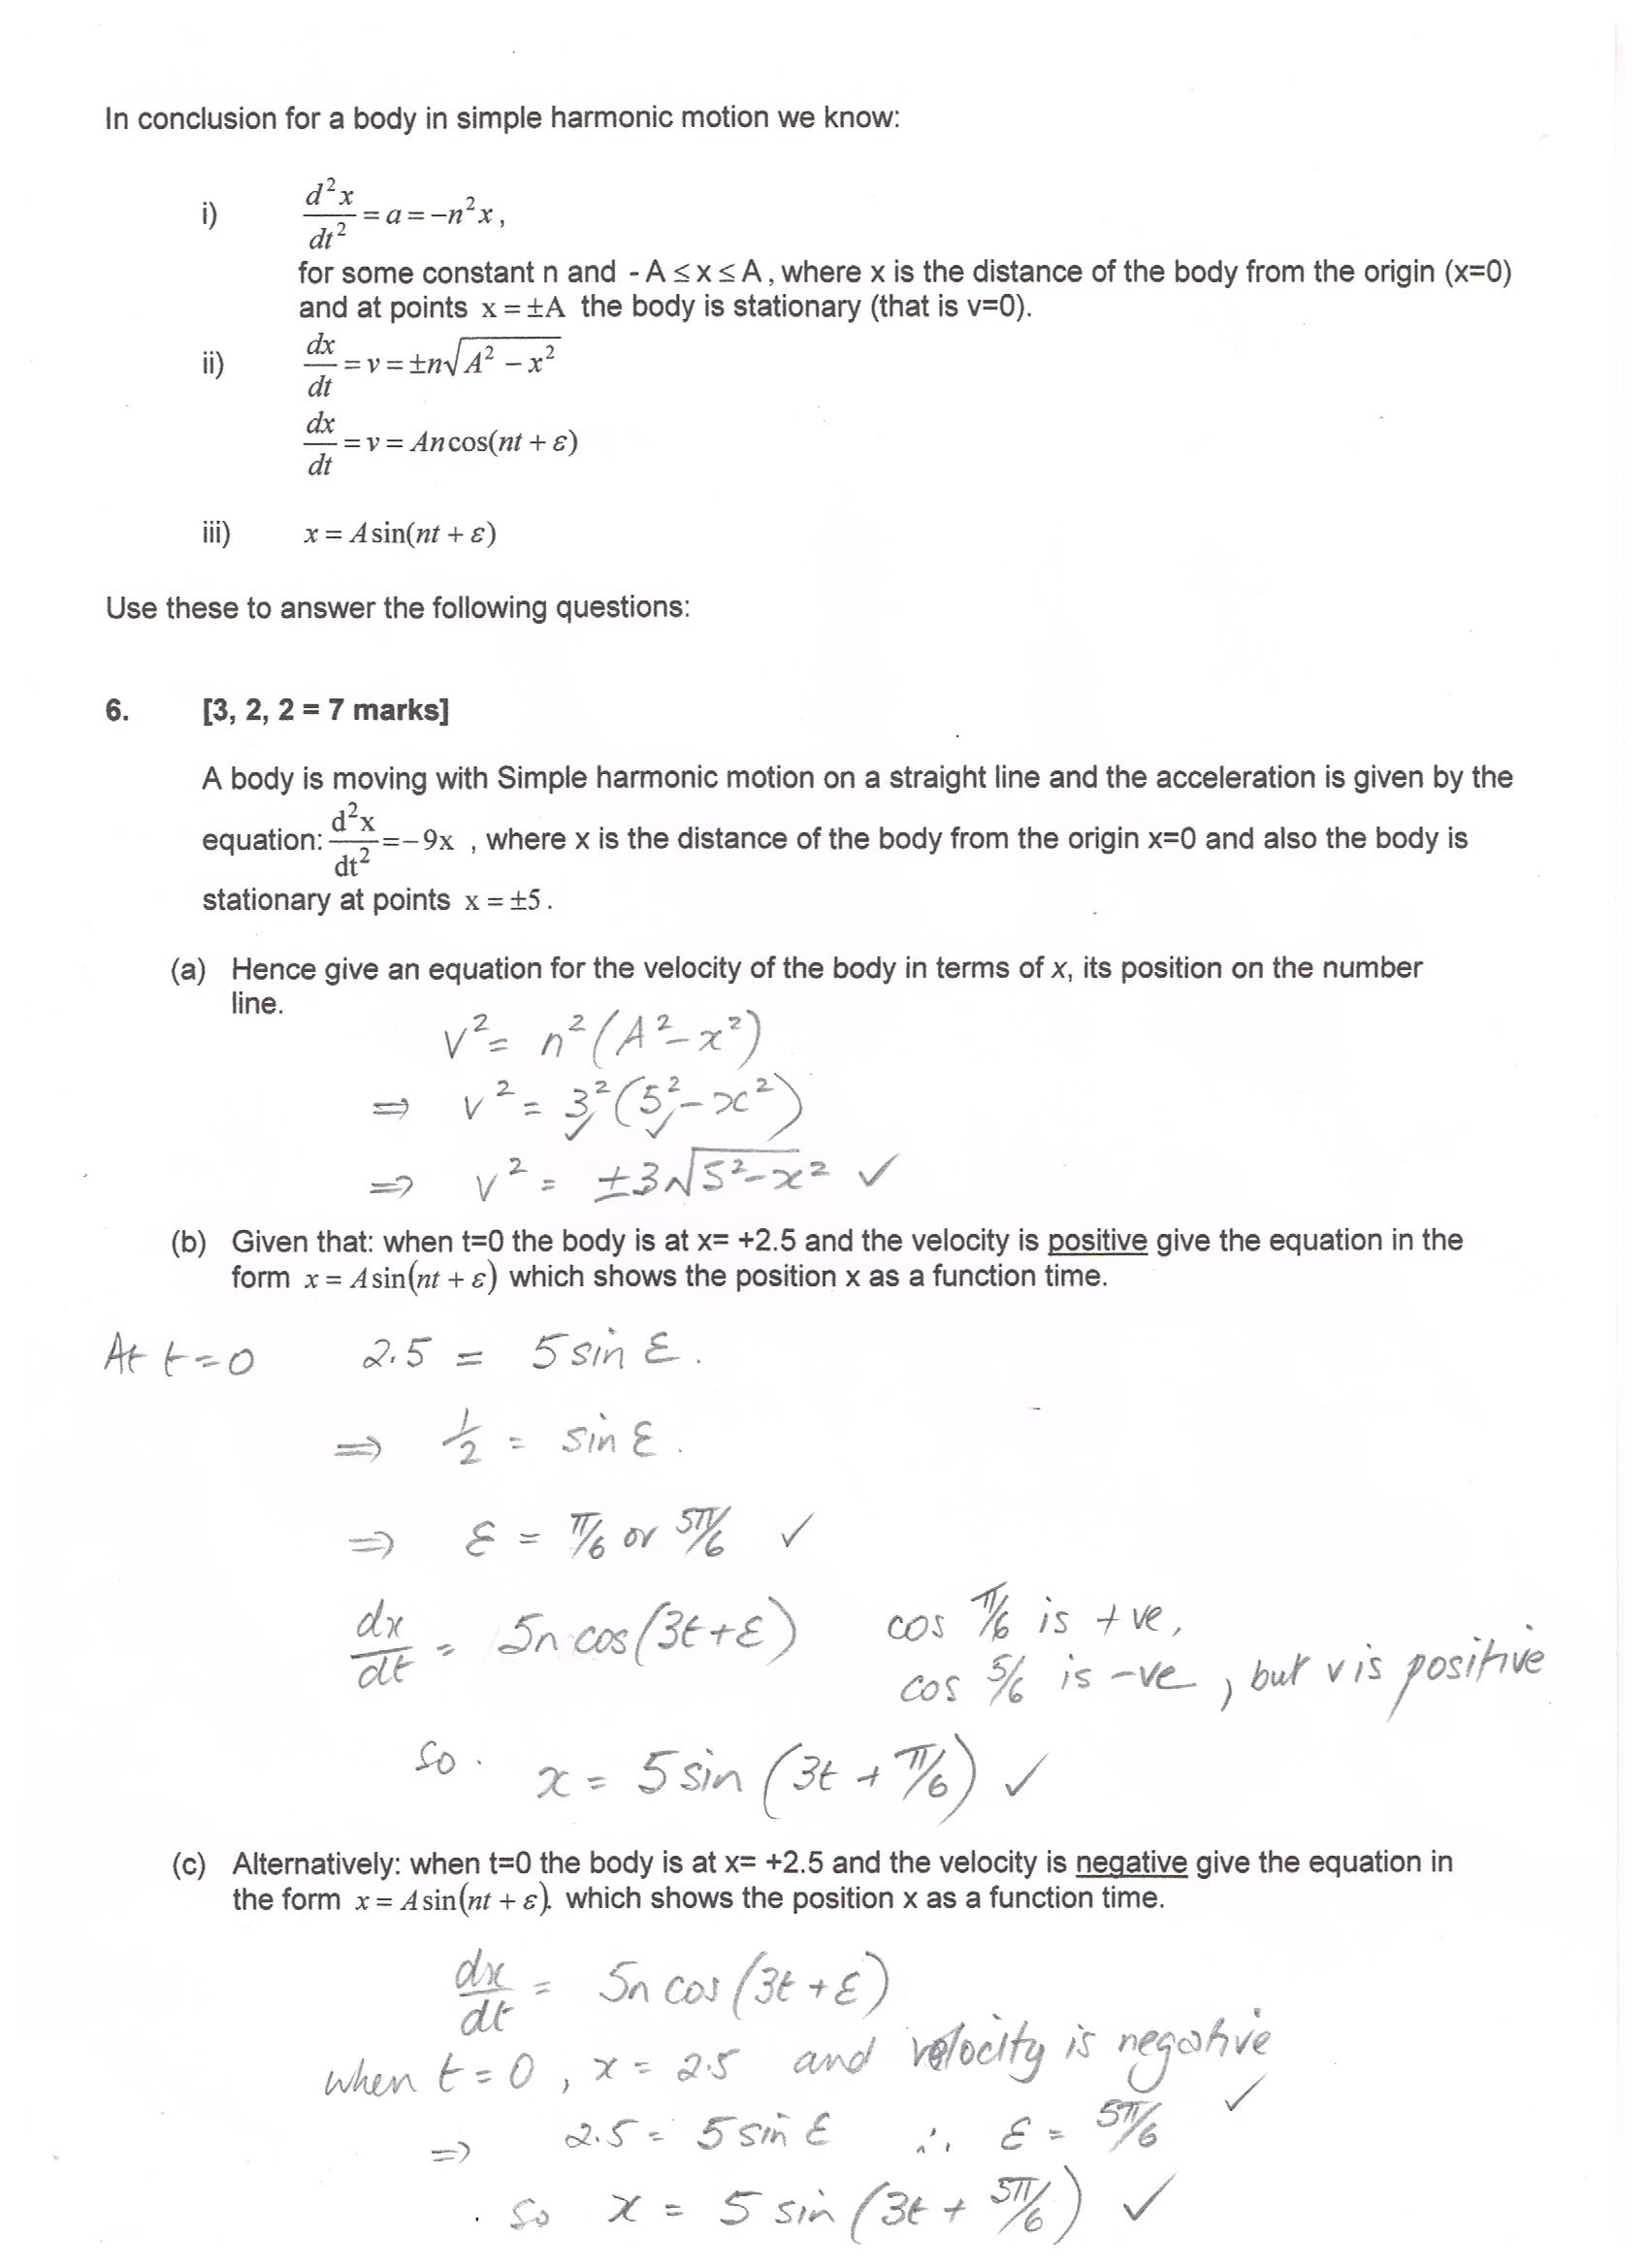 In conclusion for a body in simple harmonic motion we know:
i) d²x/dt² = a = −n²x,
for some constant n and - A ≤ x ≤ A, where x is the distance of the body from the origin (x=0)
and at points x = ±A the body is stationary (that is v=0).
ii) dx/dt = v = ±n√(A² − x²)
dx/dt = v = An cos(nt + ε)
iii) x = A sin(nt + ε)
Use these to answer the following questions:
6. [3, 2, 2 = 7 marks]
A body is moving with Simple harmonic motion on a straight line and the acceleration is given by the
equation: d²x/dt² = −9x , where x is the distance of the body from the origin x=0 and also the body is
stationary at points x = ±5.
(a) Hence give an equation for the velocity of the body in terms of x, its position on the number
line.
v² = n²(A² − x²)
⇒ v² = 3²(5² − x²)
✓ ✓
⇒ v² = ±3√5²−x² ✓
(b) Given that: when t=0 the body is at x= +2.5 and the velocity is positive give the equation in the
form x = A sin(nt + ε) which shows the position x as a function time.
At t=0 2.5 = 5 sin ε.
⇒ 1/2 = sin ε.
⇒ ε = π/6 or 5π/6 ✓
dx/dt = 5n cos(3t+ε) cos π/6 is +ve,
cos 5/6 is −ve, but v is positive
so. x = 5 sin (3t + π/6) ✓
(c) Alternatively: when t=0 the body is at x= +2.5 and the velocity is negative give the equation in
the form x = A sin(nt + ε). which shows the position x as a function time.
dx/dt = 5n cos (3t + ε)
when t = 0, x = 2.5 and velocity is negative
⇒ 2.5 = 5 sin ε ∴ ε = 5π/6 ✓
. so x = 5 sin (3t + 5π/6) ✓